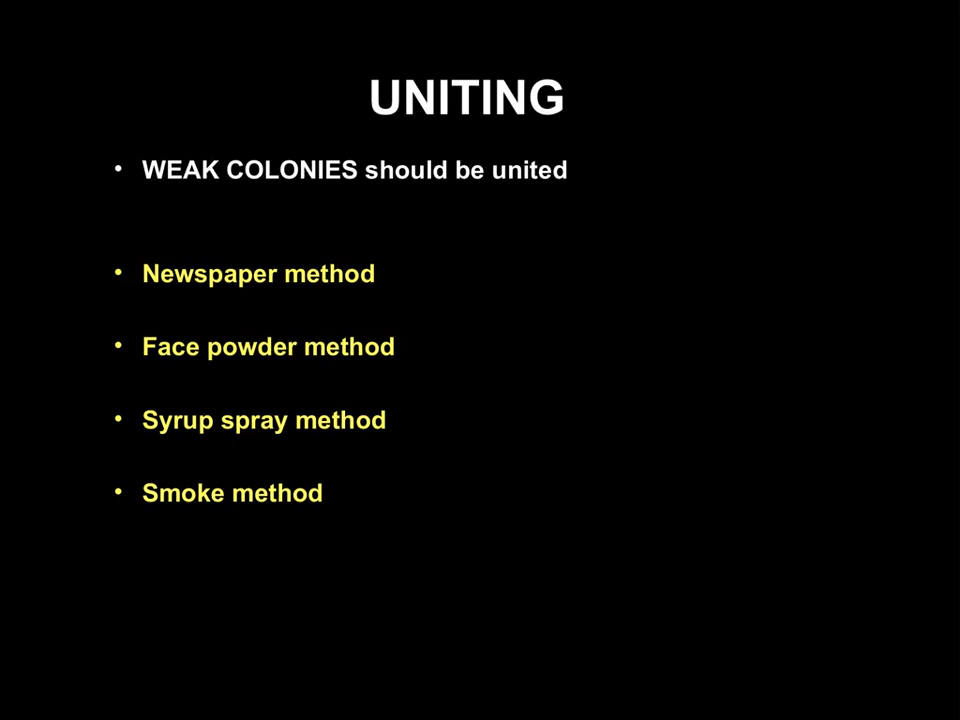 UNITING
• WEAK COLONIES should be united
• Newspaper method
• Face powder method
• Syrup spray method
• Smoke method